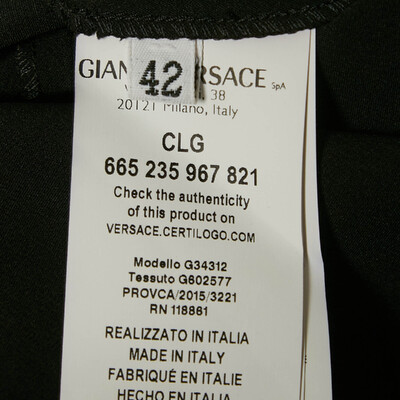 42
GIAN RSACE SpA
38
20121 Milano, Italy
CLG
665 235 967 821
Check the authenticity
of this product on
VERSACE.CERTILOGO.COM
Modello G34312
Tessuto G602577
PROVCA/2015/3221
RN 118861
REALIZZATO IN ITALIA
MADE IN ITALY
FABRIQUÉ EN ITALIE
HECHO EN ITALIA